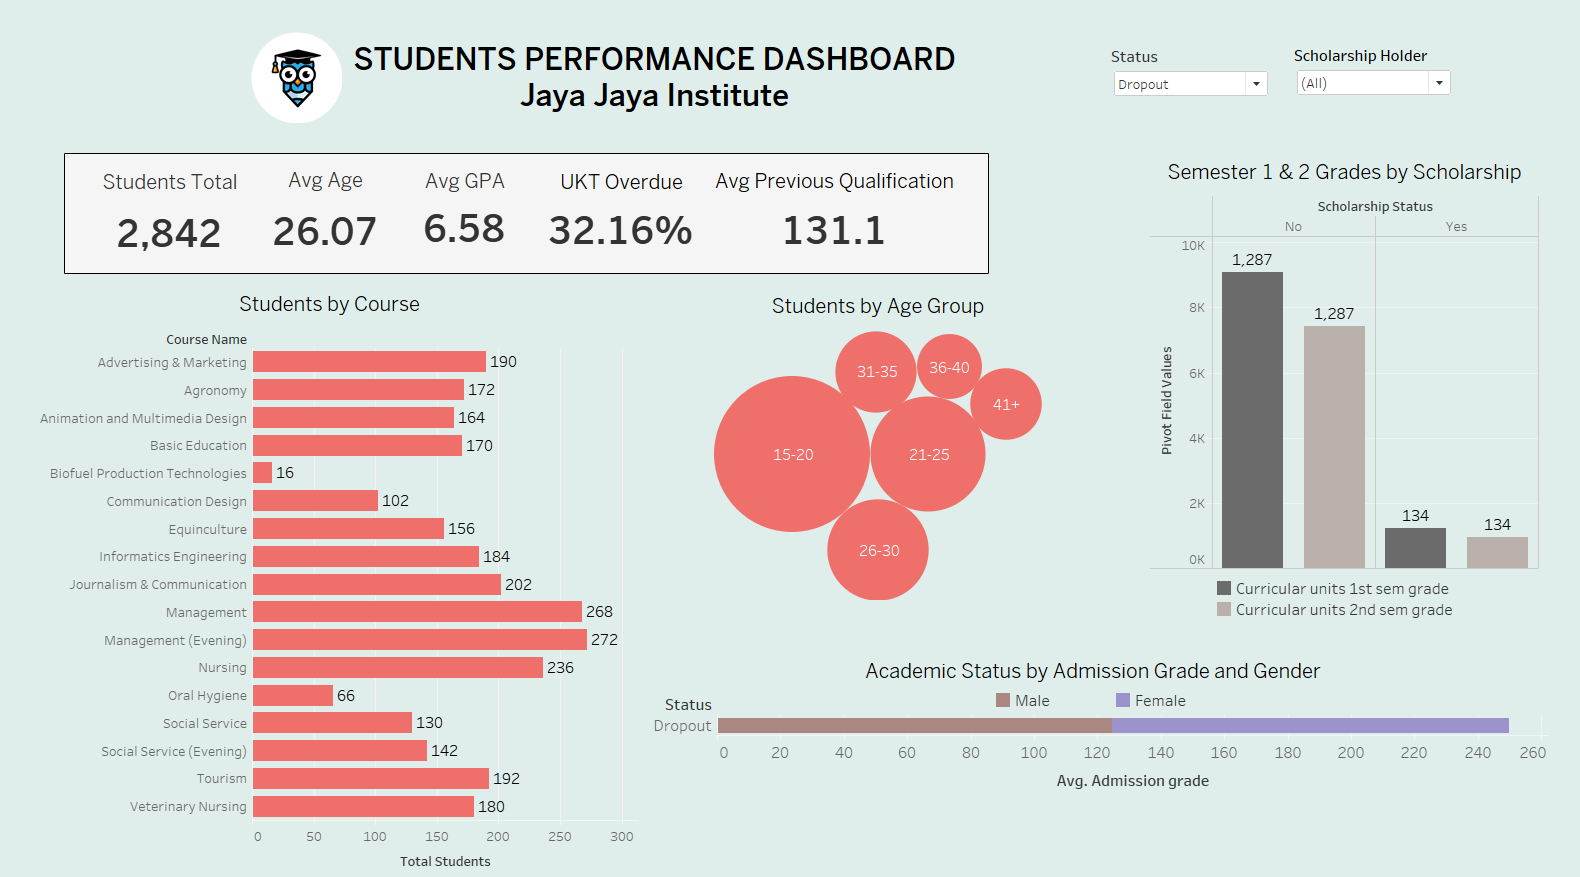 STUDENTS PERFORMANCE DASHBOARD
Jaya Jaya Institute
Status
Dropout
Scholarship Holder
(All)
Students Total
2,842
Avg Age
26.07
Avg GPA
6.58
UKT Overdue
32.16%
Avg Previous Qualification
131.1
Students by Course
Course Name
Advertising & Marketing 190
Agronomy 172
Animation and Multimedia Design 164
Basic Education 170
Biofuel Production Technologies 16
Communication Design 102
Equinculture 156
Informatics Engineering 184
Journalism & Communication 202
Management 268
Management (Evening) 272
Nursing 236
Oral Hygiene 66
Social Service 130
Social Service (Evening) 142
Tourism 192
Veterinary Nursing 180
0 50 100 150 200 250 300
Total Students
Students by Age Group
31-35
36-40
41+
15-20
21-25
26-30
Semester 1 & 2 Grades by Scholarship
Scholarship Status
No Yes
Pivot Field Values
10K
8K
6K
4K
2K
0K
1,287
1,287
134
134
Curricular units 1st sem grade
Curricular units 2nd sem grade
Academic Status by Admission Grade and Gender
Male Female
Status
Dropout
0 20 40 60 80 100 120 140 160 180 200 220 240 260
Avg. Admission grade